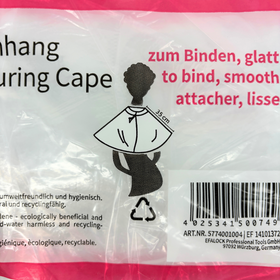 nhang
uring Cape
zum Binden, glatt
to bind, smooth
attacher, lisse
35 cm
umweltfreundlich und hygienisch.
ral und recyclingfähig.
lene - ecologically beneficial and
d-water harmless and recycling-
giénique, écologique, recyclable.
4 025341 500749
ART.NR. 5774001004 | EF 14101372
EFALOCK Professional Tools GmbH
97092 Würzburg, Germany